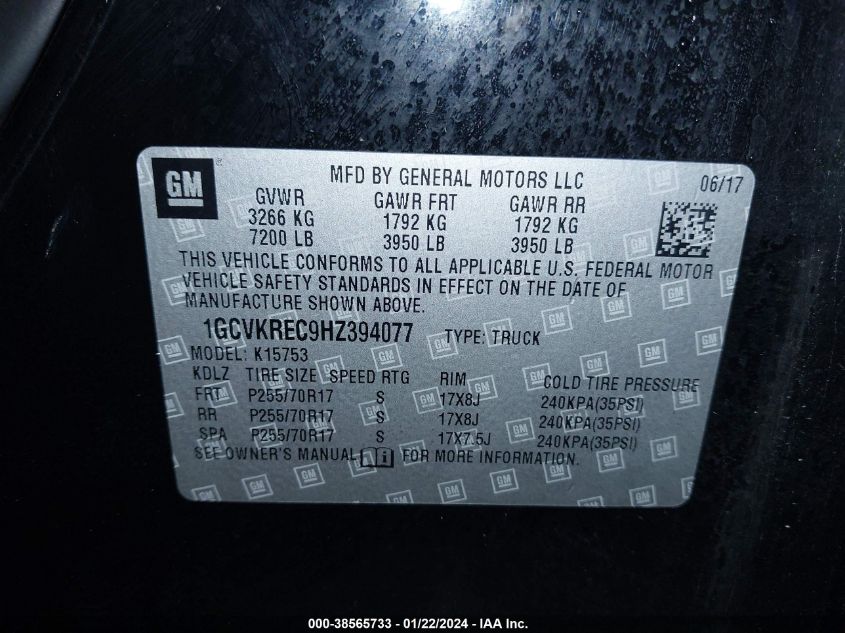 GM
MFD BY GENERAL MOTORS LLC
06/17
GVWR GAWR FRT GAWR RR
3266 KG 1792 KG 1792 KG
7200 LB 3950 LB 3950 LB
THIS VEHICLE CONFORMS TO ALL APPLICABLE U.S. FEDERAL MOTOR
VEHICLE SAFETY STANDARDS IN EFFECT ON THE DATE OF
MANUFACTURE SHOWN ABOVE.
1GCVKREC9HZ394077 TYPE: TRUCK
MODEL: K15753
KDLZ TIRE SIZE SPEED RTG RIM COLD TIRE PRESSURE
FRT P255/70R17 S 17X8J 240KPA(35PSI)
RR P255/70R17 S 17X8J 240KPA(35PSI)
SPA P255/70R17 S 17X7.5J 240KPA(35PSI)
SEE OWNER'S MANUAL i FOR MORE INFORMATION.
000-38565733 - 01/22/2024 - IAA Inc.